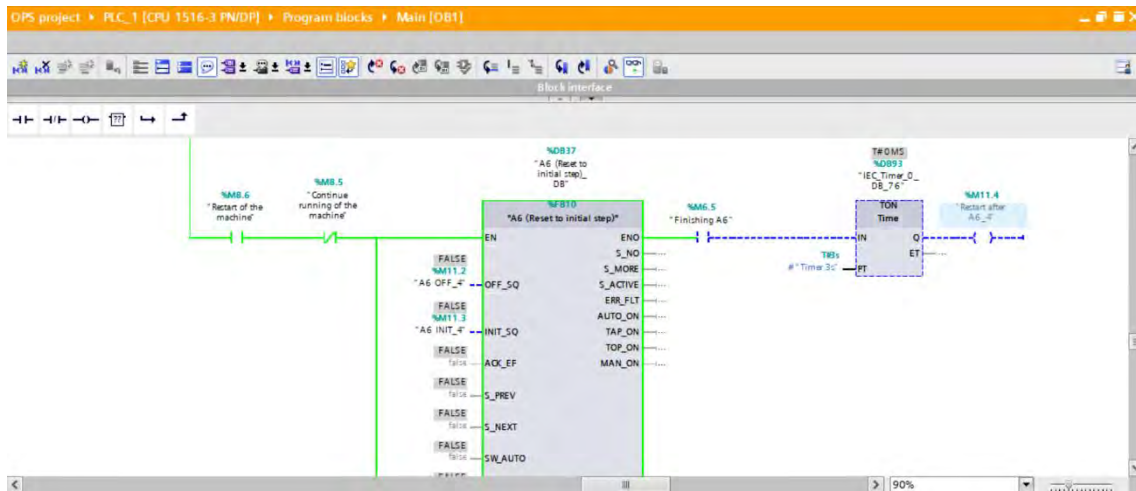 OPS project ▸ PLC_1 [CPU 1516-3 PN/DP] ▸ Program blocks ▸ Main [OB1]
Block interface
%DB37
"A6 (Reset to
initial step)_
DB"
T#0MS
%DB93
"IEC_Timer_0_
DB_76"
%M8.6
"Restart of the
machine"
%M8.5
"Continue
running of the
machine"
%FB10
"A6 (Reset to initial step)"
%M6.5
"Finishing A6"
TON
Time
%M11.4
"Restart after
A6_4"
EN
ENO
IN
Q
S_NO
S_MORE
S_ACTIVE
ERR_FLT
AUTO_ON
TAP_ON
TOP_ON
MAN_ON
ET
T#3s
#"Timer 3s"
PT
FALSE
%M11.2
"A6 OFF_4"
OFF_SQ
FALSE
%M11.3
"A6 INIT_4"
INIT_SQ
FALSE
false
ACK_EF
FALSE
false
S_PREV
FALSE
false
S_NEXT
FALSE
false
SW_AUTO
90%